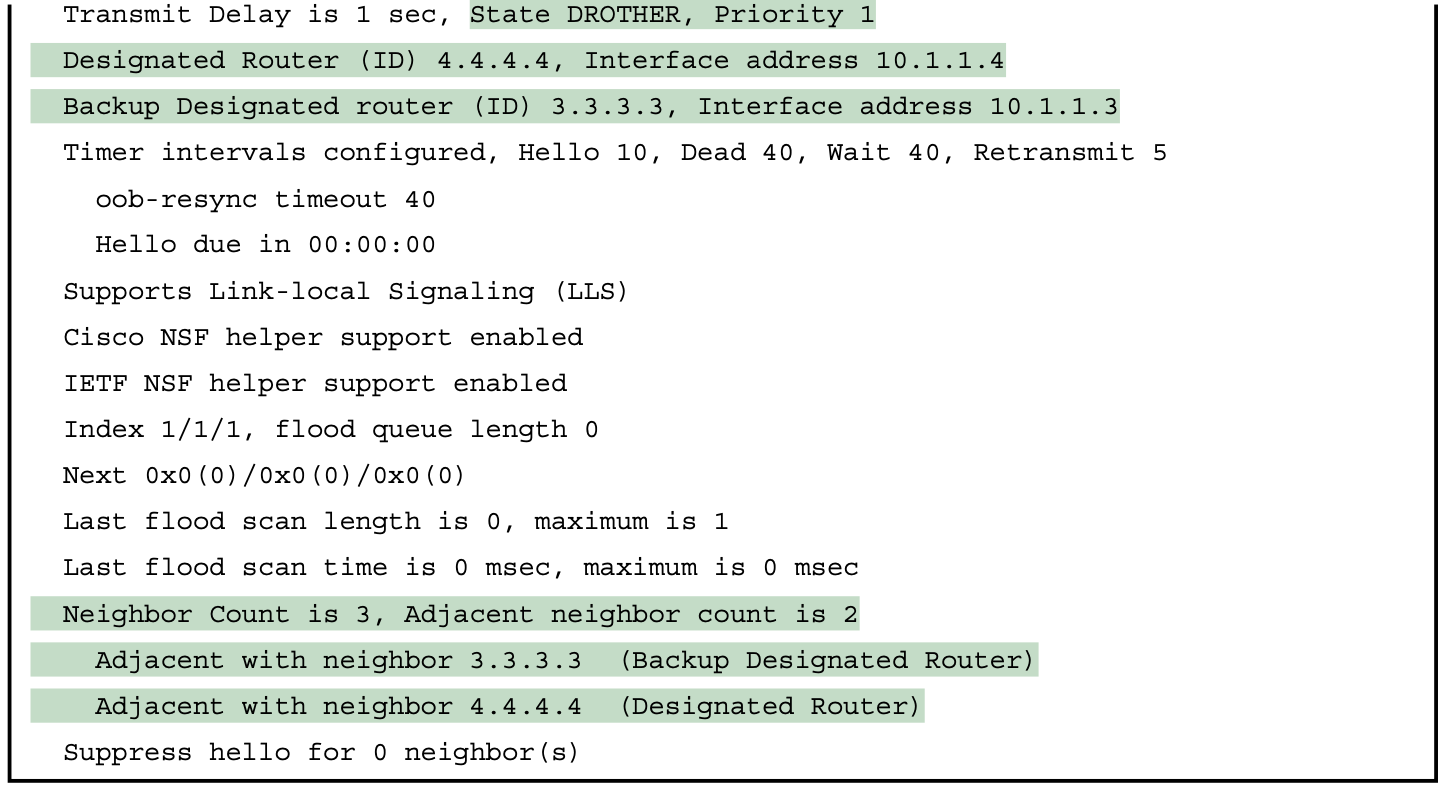 Transmit Delay is 1 sec, State DROTHER, Priority 1
Designated Router (ID) 4.4.4.4, Interface address 10.1.1.4
Backup Designated router (ID) 3.3.3.3, Interface address 10.1.1.3
Timer intervals configured, Hello 10, Dead 40, Wait 40, Retransmit 5
oob-resync timeout 40
Hello due in 00:00:00
Supports Link-local Signaling (LLS)
Cisco NSF helper support enabled
IETF NSF helper support enabled
Index 1/1/1, flood queue length 0
Next 0x0(0)/0x0(0)/0x0(0)
Last flood scan length is 0, maximum is 1
Last flood scan time is 0 msec, maximum is 0 msec
Neighbor Count is 3, Adjacent neighbor count is 2
Adjacent with neighbor 3.3.3.3  (Backup Designated Router)
Adjacent with neighbor 4.4.4.4  (Designated Router)
Suppress hello for 0 neighbor(s)